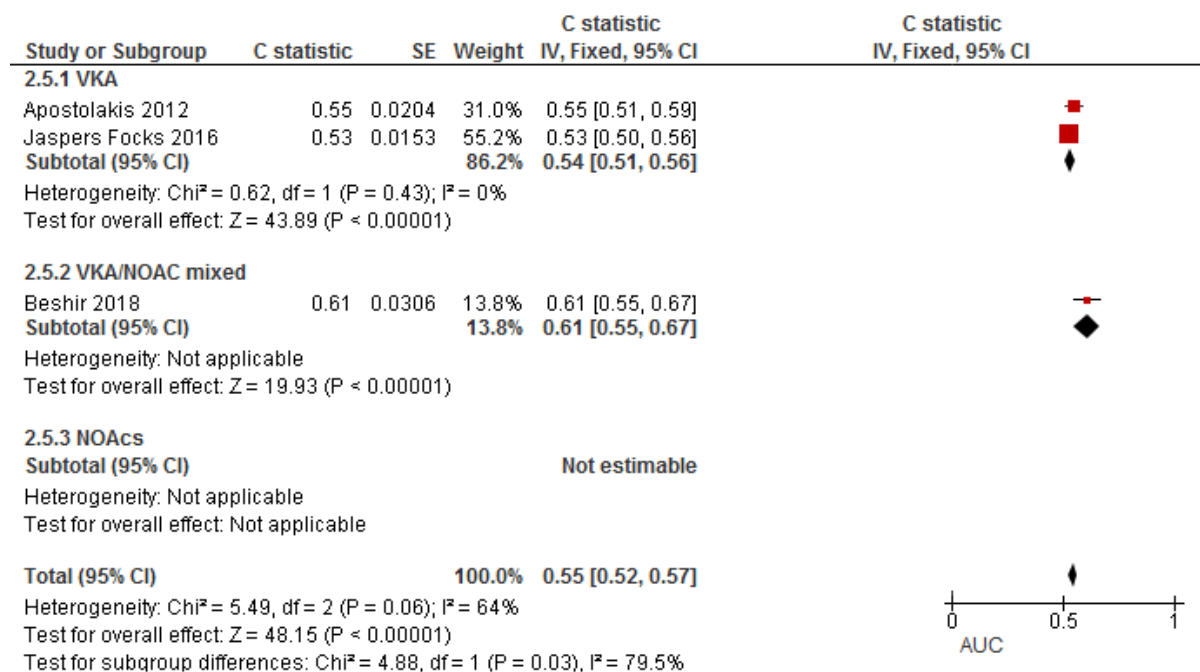 C statistic C statistic
Study or Subgroup C statistic SE Weight IV, Fixed, 95% CI IV, Fixed, 95% CI
2.5.1 VKA
Apostolakis 2012 0.55 0.0204 31.0% 0.55 [0.51, 0.59]
Jaspers Focks 2016 0.53 0.0153 55.2% 0.53 [0.50, 0.56]
Subtotal (95% CI) 86.2% 0.54 [0.51, 0.56]
Heterogeneity: Chi² = 0.62, df = 1 (P = 0.43); I² = 0%
Test for overall effect: Z = 43.89 (P < 0.00001)
2.5.2 VKA/NOAC mixed
Beshir 2018 0.61 0.0306 13.8% 0.61 [0.55, 0.67]
Subtotal (95% CI) 13.8% 0.61 [0.55, 0.67]
Heterogeneity: Not applicable
Test for overall effect: Z = 19.93 (P < 0.00001)
2.5.3 NOAcs
Subtotal (95% CI) Not estimable
Heterogeneity: Not applicable
Test for overall effect: Not applicable
Total (95% CI) 100.0% 0.55 [0.52, 0.57]
Heterogeneity: Chi² = 5.49, df = 2 (P = 0.06); I² = 64%
Test for overall effect: Z = 48.15 (P < 0.00001)
Test for subgroup differences: Chi² = 4.88, df = 1 (P = 0.03), I² = 79.5%
0 0.5 1
AUC